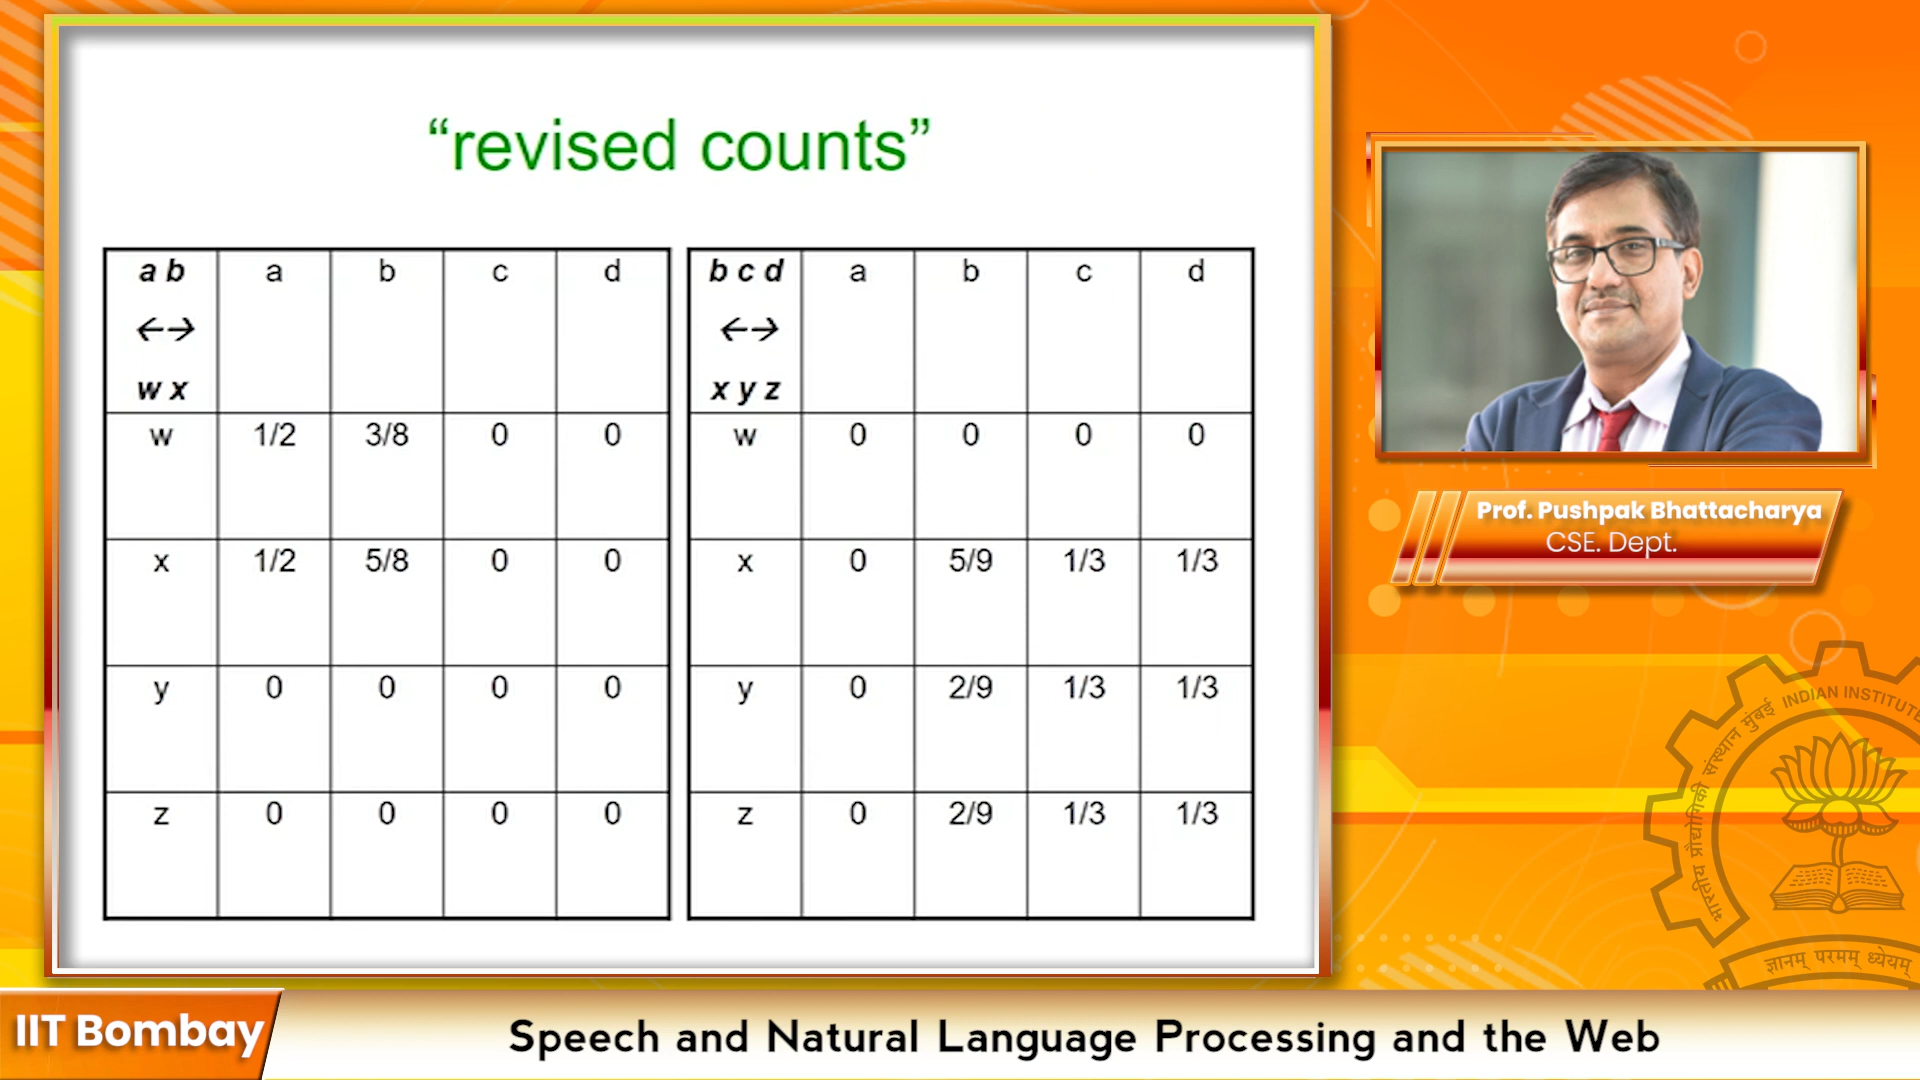 “revised counts”
a b a b c d
←→
w x
w 1/2 3/8 0 0
x 1/2 5/8 0 0
y 0 0 0 0
z 0 0 0 0
b c d a b c d
←→
x y z
w 0 0 0 0
x 0 5/9 1/3 1/3
y 0 2/9 1/3 1/3
z 0 2/9 1/3 1/3
Prof. Pushpak Bhattacharya
CSE. Dept.
भारतीय प्रौद्योगिकी संस्थान मुंबई INDIAN INSTITUTE
ज्ञानम् परमम् ध्येयम्
IIT Bombay
Speech and Natural Language Processing and the Web